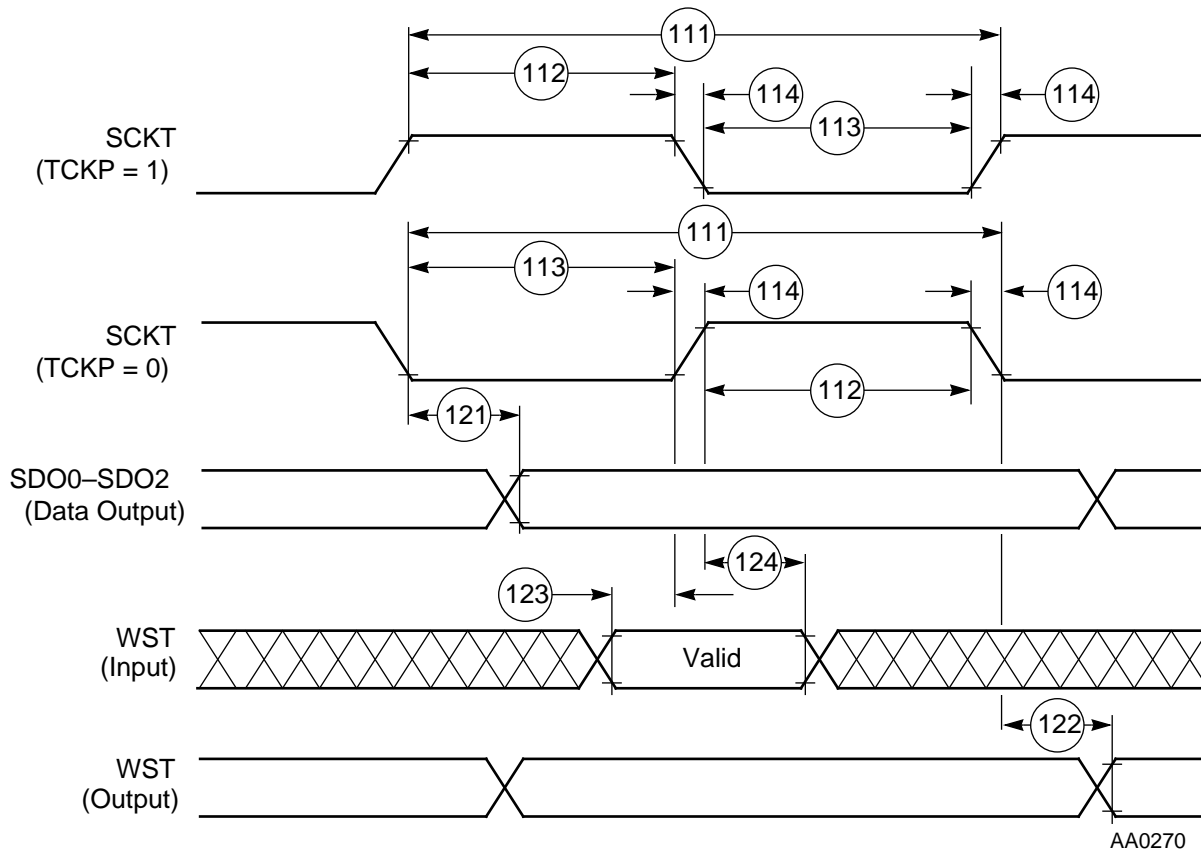 111
112
114
114
113
SCKT
(TCKP = 1)
111
113
114
114
SCKT
(TCKP = 0)
112
121
SDO0–SDO2
(Data Output)
124
123
WST
(Input)
Valid
122
WST
(Output)
AA0270